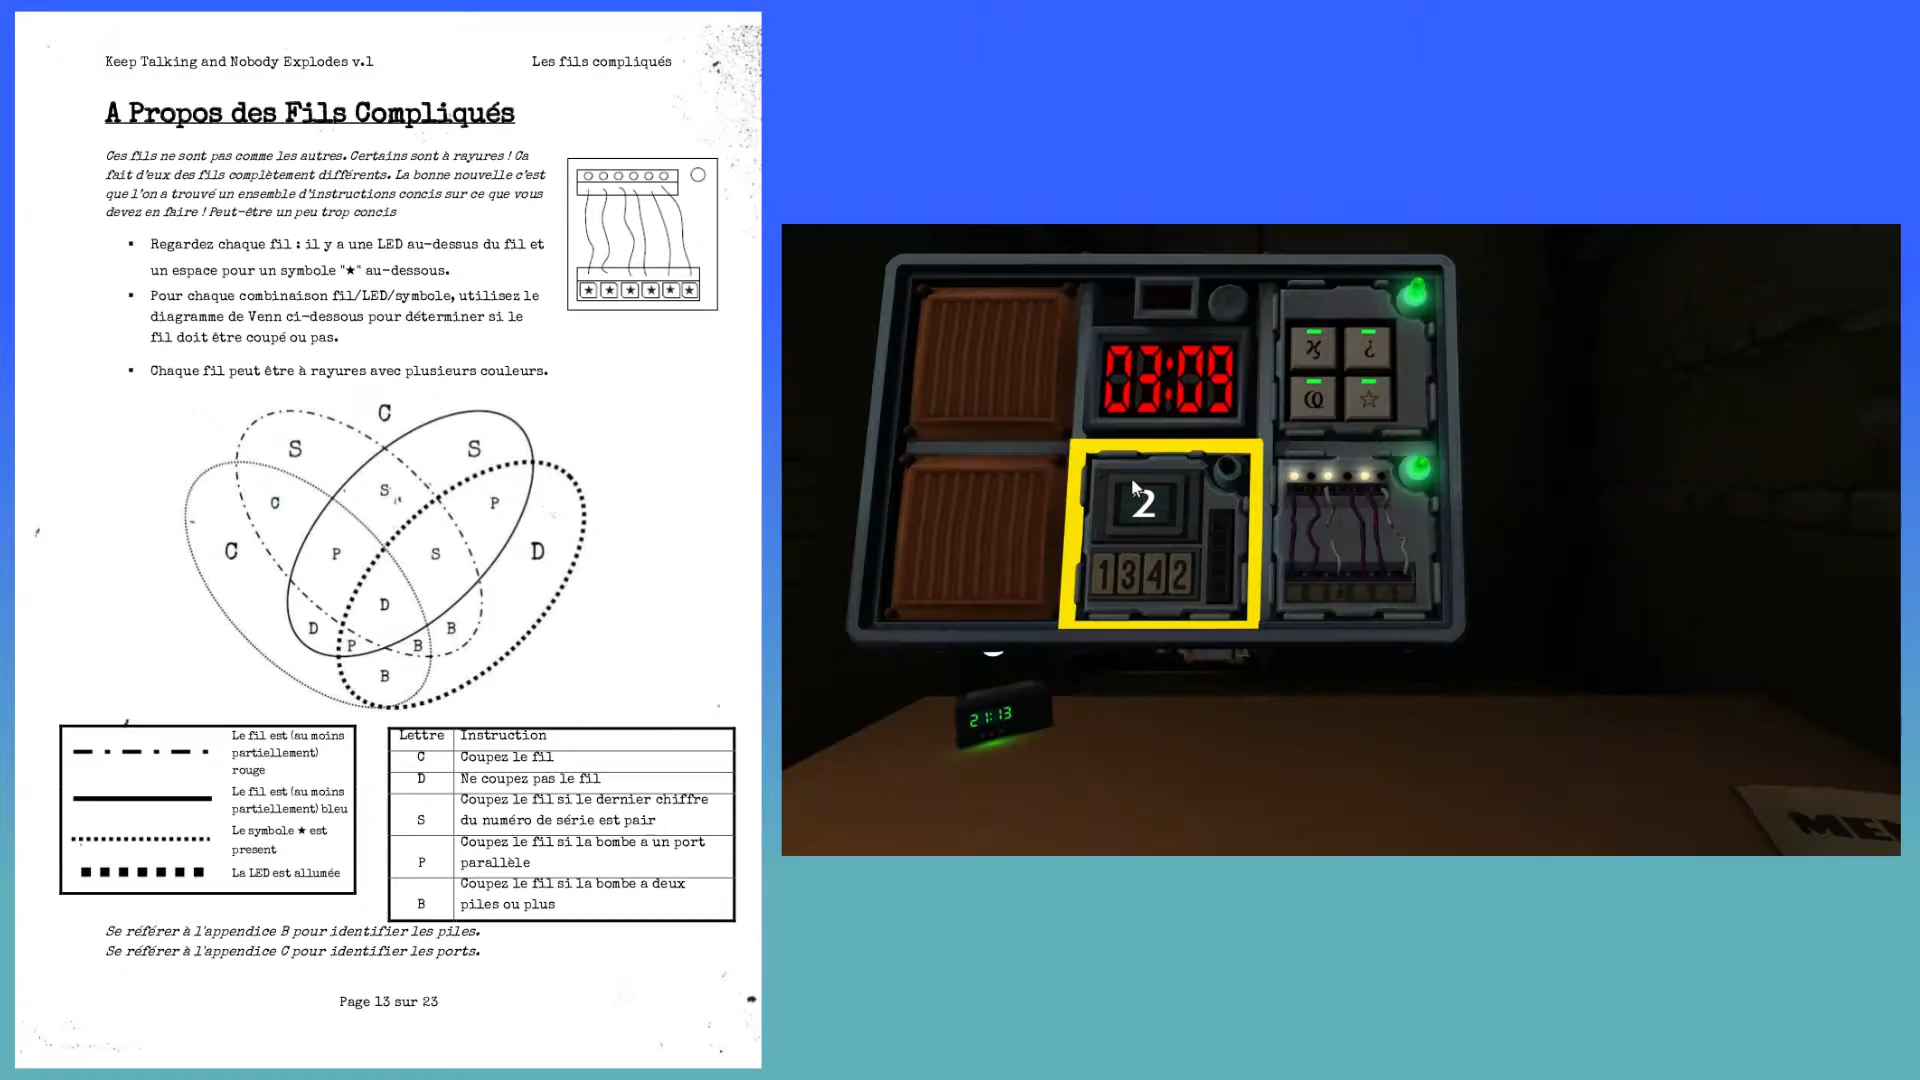 Keep Talking and Nobody Explodes v.1
Les fils compliqués
A Propos des Fils Compliqués
Ces fils ne sont pas comme les autres. Certains sont à rayures ! Ca
fait d'eux des fils complètement différents. La bonne nouvelle c'est
que l'on a trouvé un ensemble d'instructions concis sur ce que vous
devez en faire ! Peut-être un peu trop concis
▪ Regardez chaque fil : il y a une LED au-dessus du fil et
un espace pour un symbole "★" au-dessous.
▪ Pour chaque combinaison fil/LED/symbole, utilisez le
diagramme de Venn ci-dessous pour déterminer si le
fil doit être coupé ou pas.
▪ Chaque fil peut être à rayures avec plusieurs couleurs.
★ ★ ★ ★ ★ ★
C
S S
C S P
C P S D
D
D B
P B
B
Le fil est (au moins
partiellement)
rouge
Le fil est (au moins
partiellement) bleu
Le symbole ★ est
present
La LED est allumée
Lettre Instruction
C Coupez le fil
D Ne coupez pas le fil
S Coupez le fil si le dernier chiffre
du numéro de série est pair
P Coupez le fil si la bombe a un port
parallèle
B Coupez le fil si la bombe a deux
piles ou plus
Se référer à l'appendice B pour identifier les piles.
Se référer à l'appendice C pour identifier les ports.
Page 13 sur 23
03:09
2
1 3 4 2
21:13